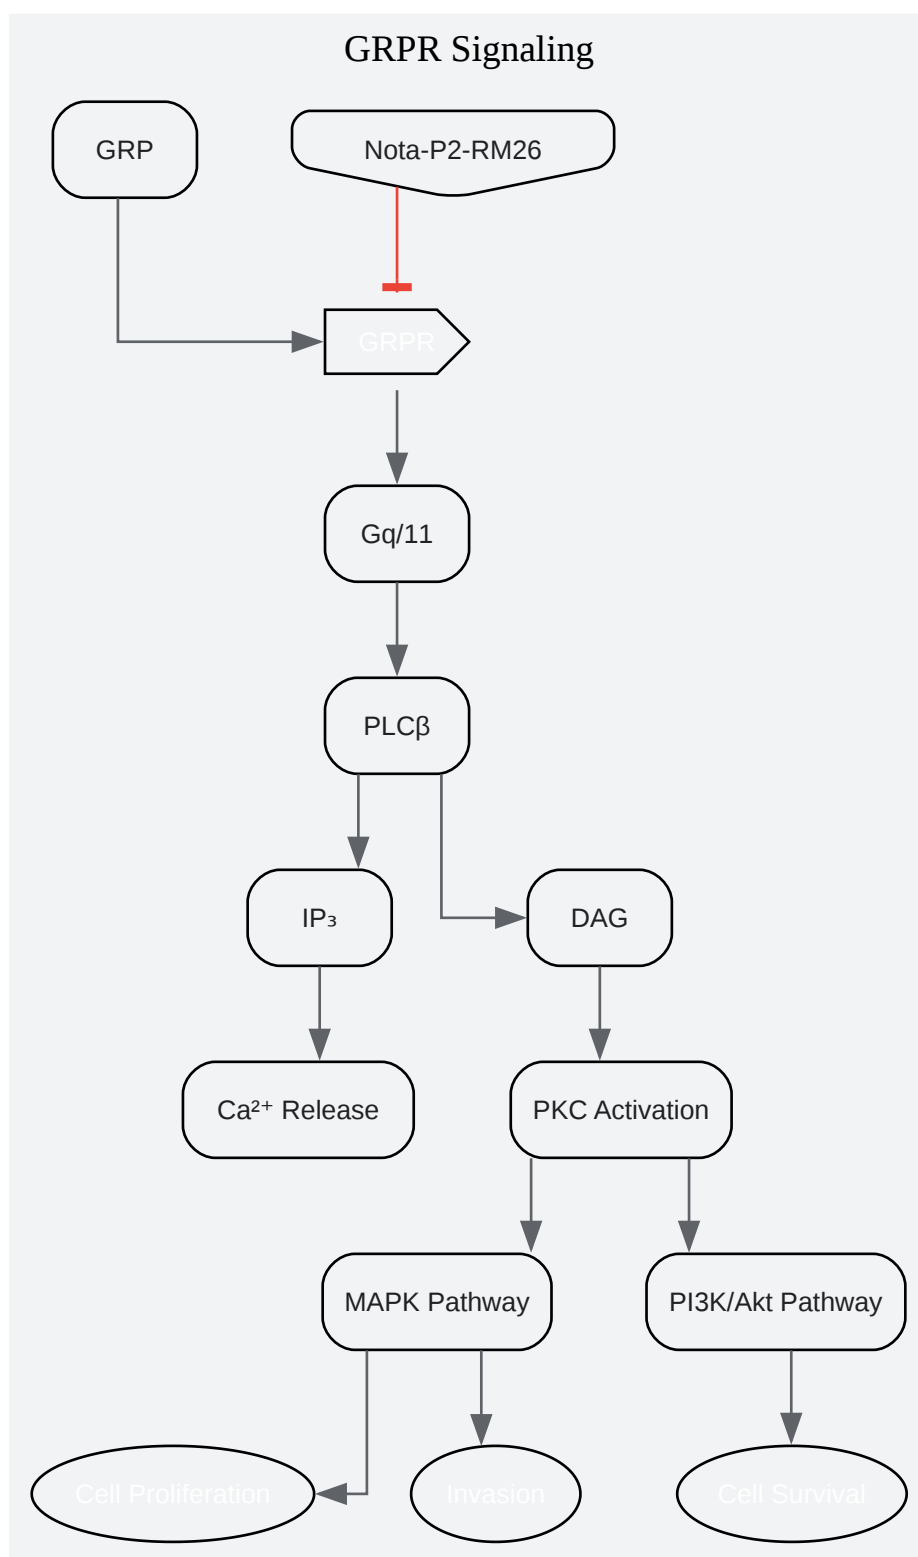 GRPR Signaling
GRP
Nota-P2-RM26
GRPR
Gq/11
PLCβ
IP₃
DAG
Ca²⁺ Release
PKC Activation
MAPK Pathway
PI3K/Akt Pathway
Cell Proliferation
Invasion
Cell Survival